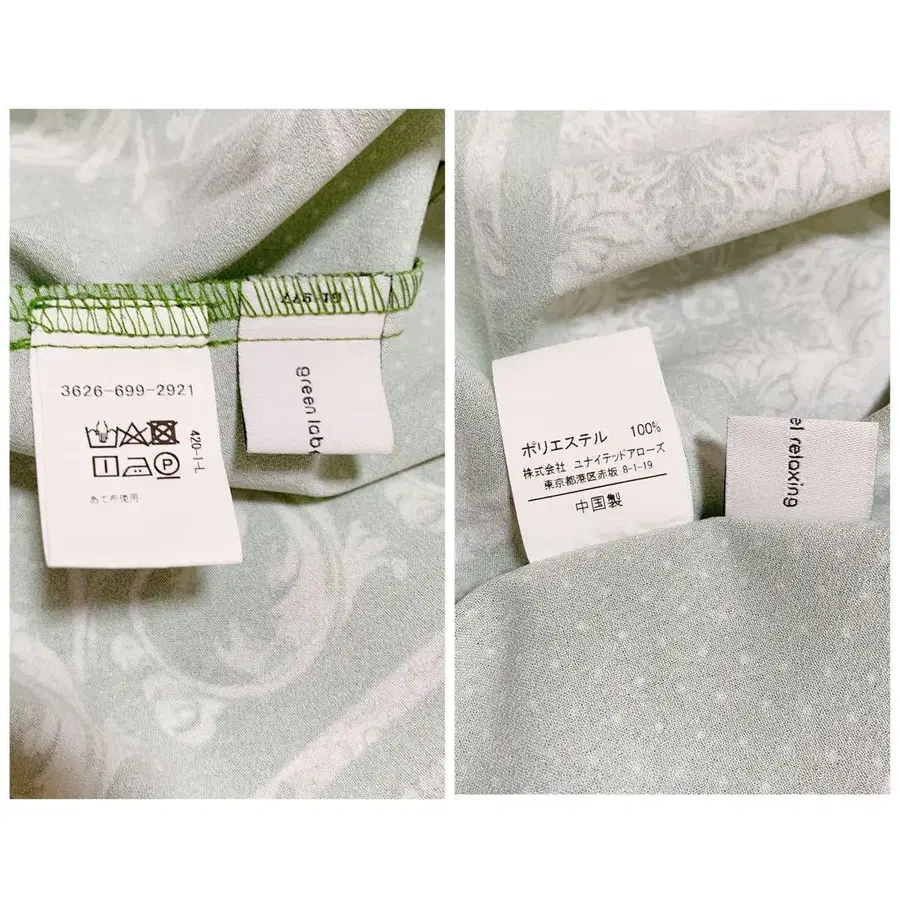 3626-699-2921
420-1-L
あて布使用
green labe
ポリエステル 100%
株式会社 ユナイテッドアローズ
東京都港区赤坂 8-1-19
中国製
el relaxing